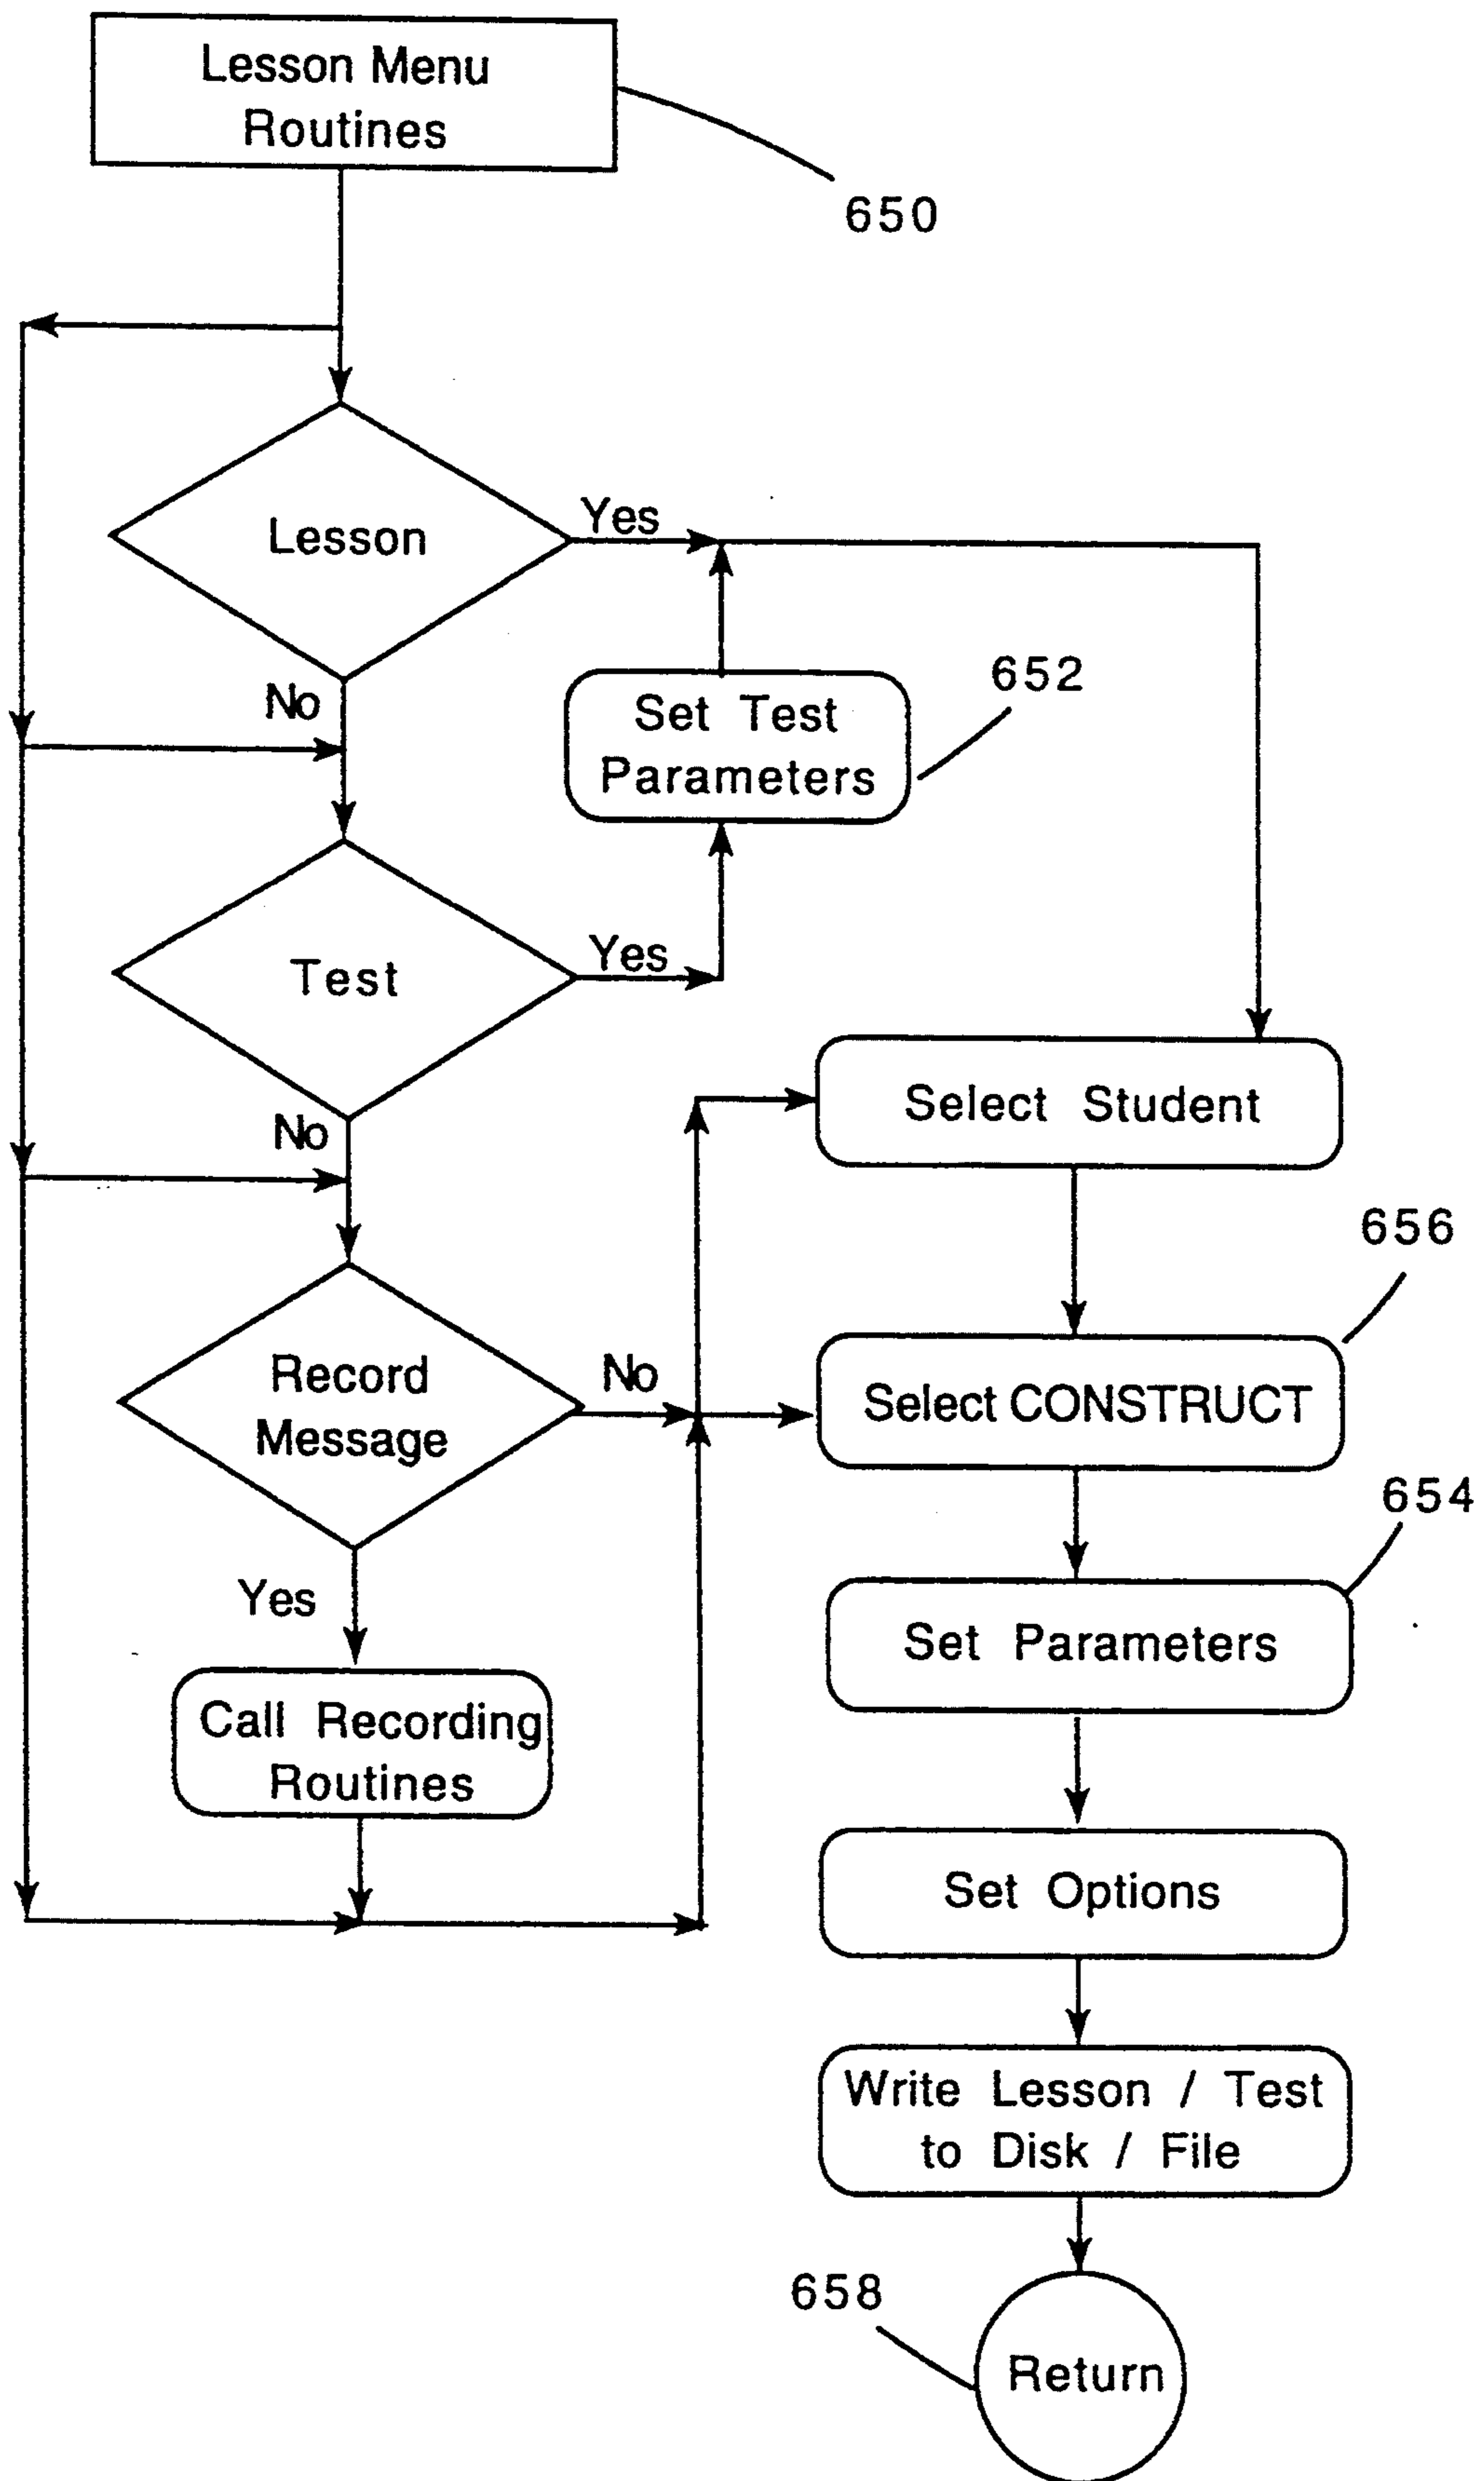 Lesson Menu
Routines
650
Lesson
Yes
No
652
Set Test
Parameters
Test
Yes
No
Select Student
656
Record
Message
No
Select CONSTRUCT
654
Yes
Set Parameters
Call Recording
Routines
Set Options
Write Lesson / Test
to Disk / File
658
Return